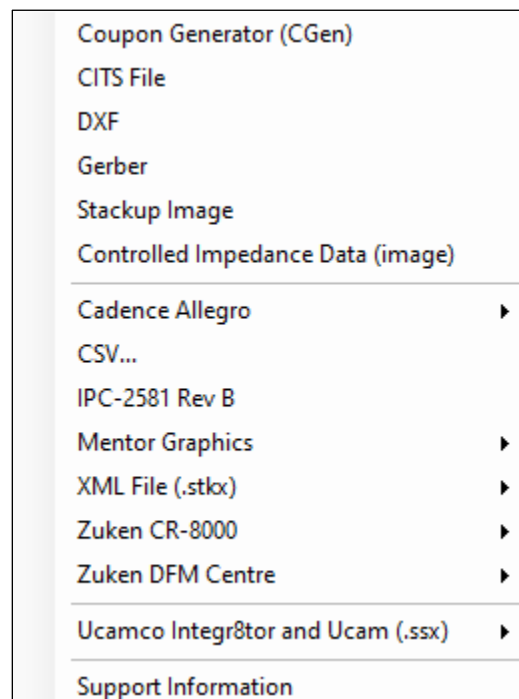 Coupon Generator (CGen)
CITS File
DXF
Gerber
Stackup Image
Controlled Impedance Data (image)
Cadence Allegro
CSV...
IPC-2581 Rev B
Mentor Graphics
XML File (.stkx)
Zuken CR-8000
Zuken DFM Centre
Ucamco Integr8tor and Ucam (.ssx)
Support Information